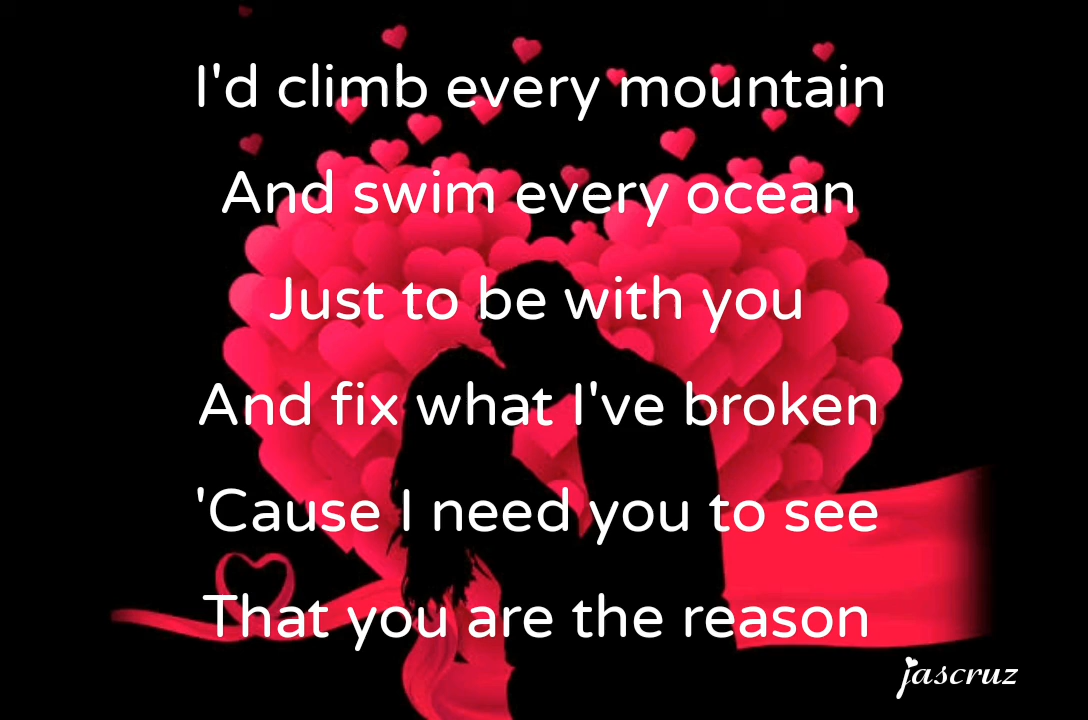 I'd climb every mountain
And swim every ocean
Just to be with you
And fix what I've broken
'Cause I need you to see
That you are the reason
jascruz